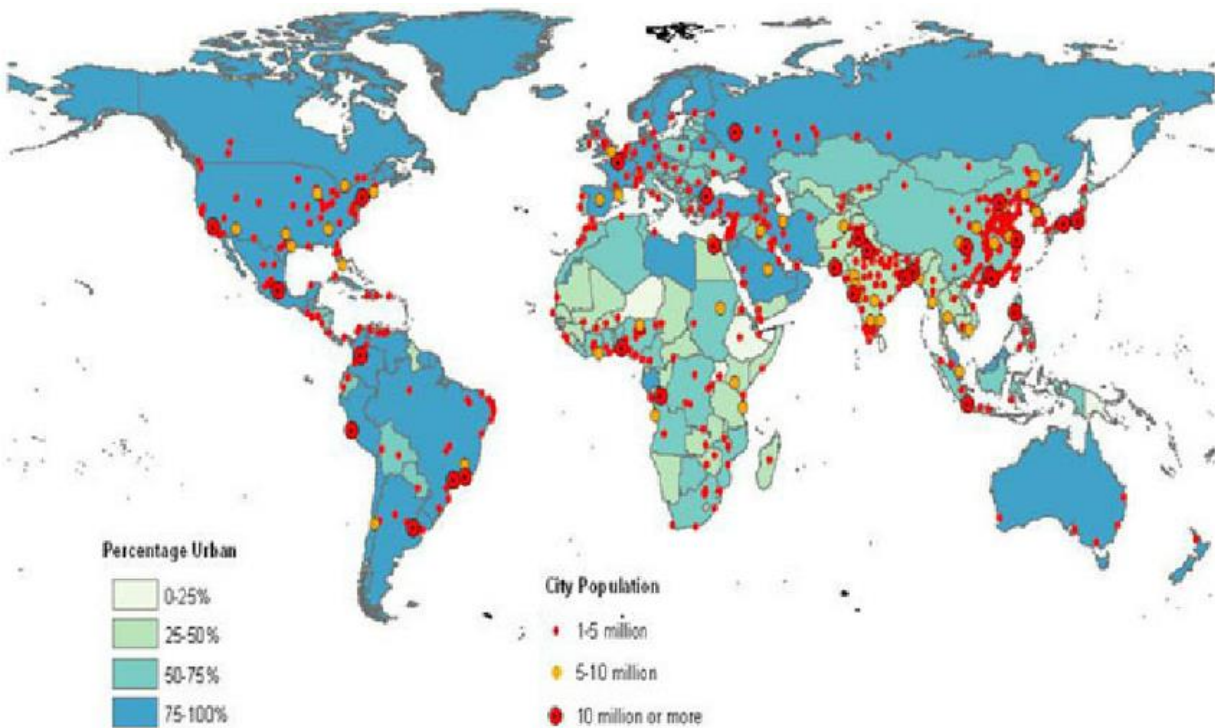 Percentage Urban
0-25%
25-50%
50-75%
75-100%
City Population
1-5 million
5-10 million
10 million or more